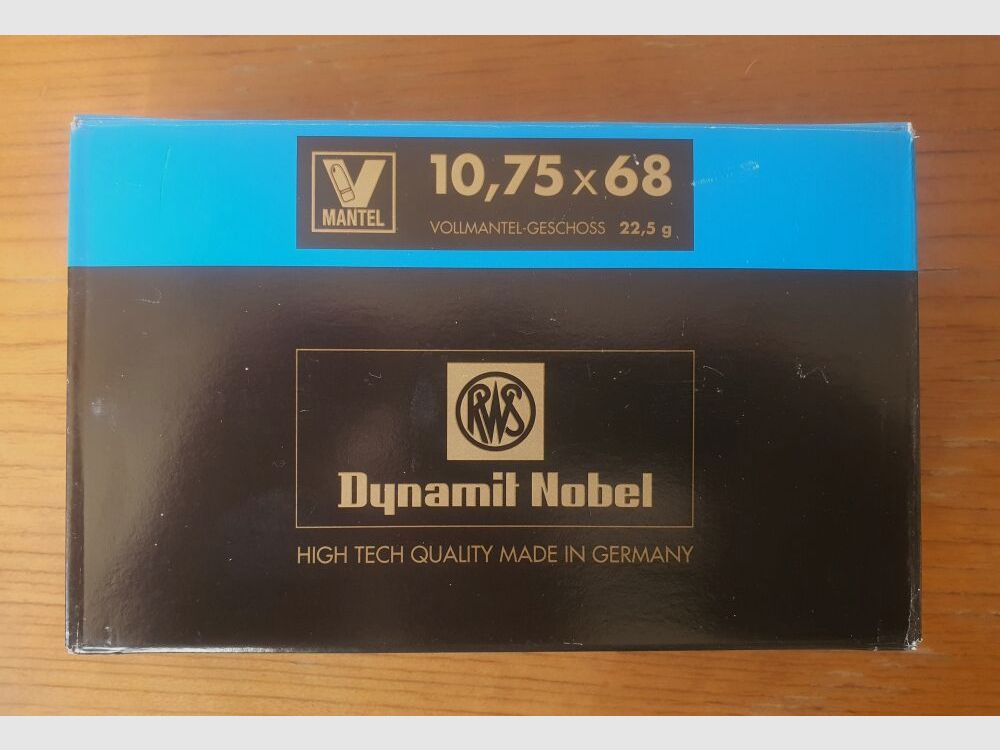 V
MANTEL
10,75 x 68
VOLLMANTEL-GESCHOSS 22,5 g
RWS
Dynamit Nobel
HIGH TECH QUALITY MADE IN GERMANY